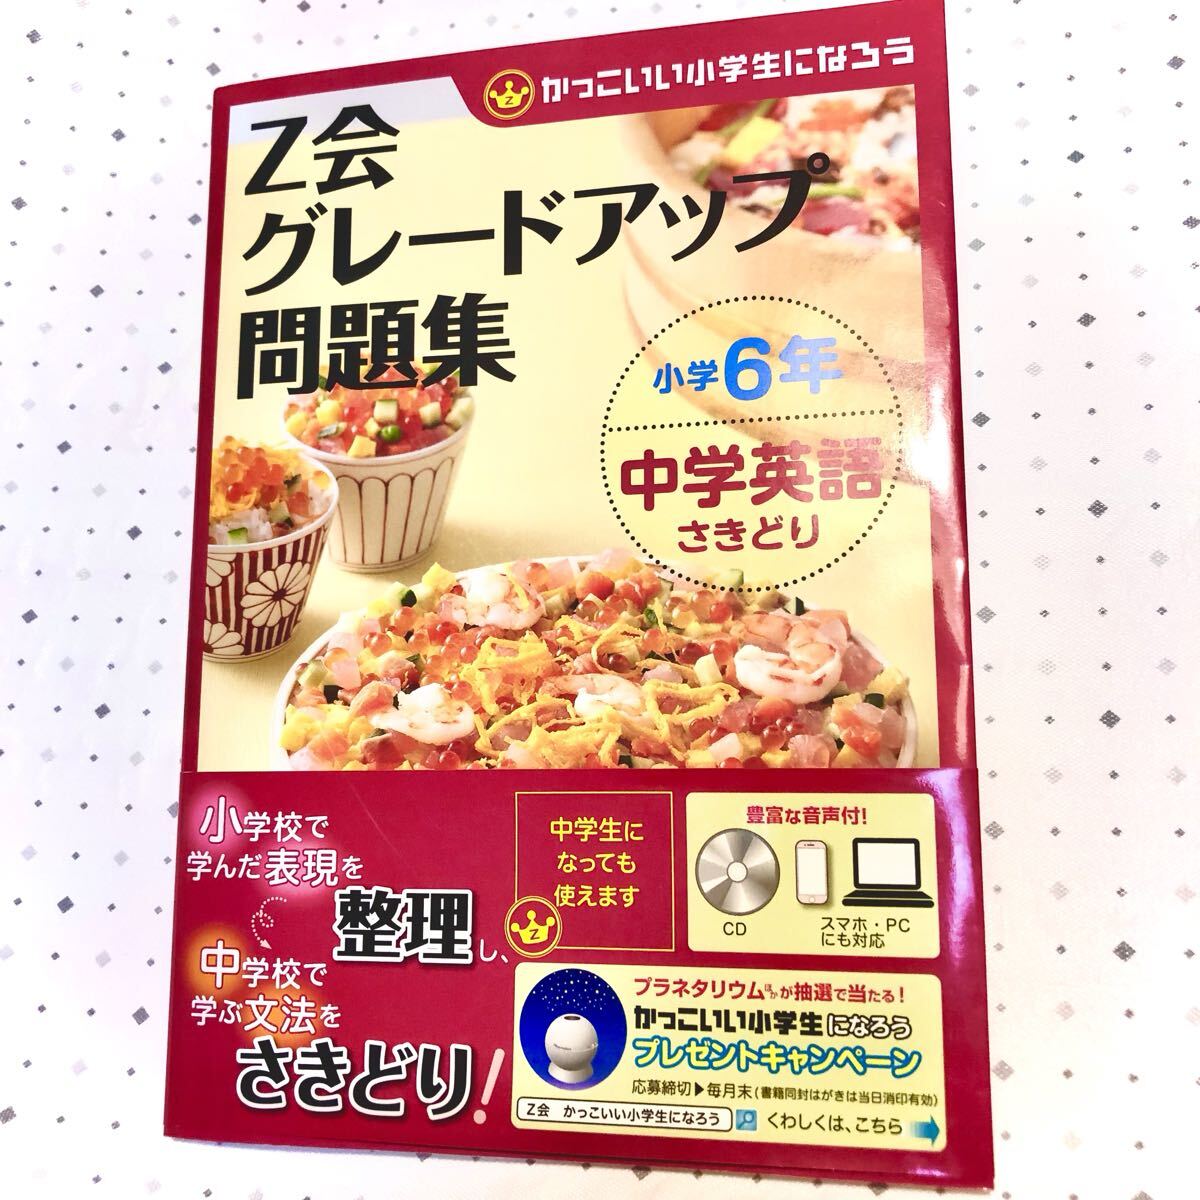 かっこいい小学生になろう
Z会
グレードアップ
問題集
小学6年
中学英語
さきどり
小学校で
学んだ表現を
整理し、
中学校で
学ぶ文法を
さきどり!
中学生に
なっても
使えます
Z
豊富な音声付!
CD
スマホ・PC
にも対応
プラネタリウムほかが抽選で当たる!
かっこいい小学生になろう
プレゼントキャンペーン
応募締切▶毎月末(書籍同封はがきは当日消印有効)
Z会 かっこいい小学生になろう
くわしくは、こちら